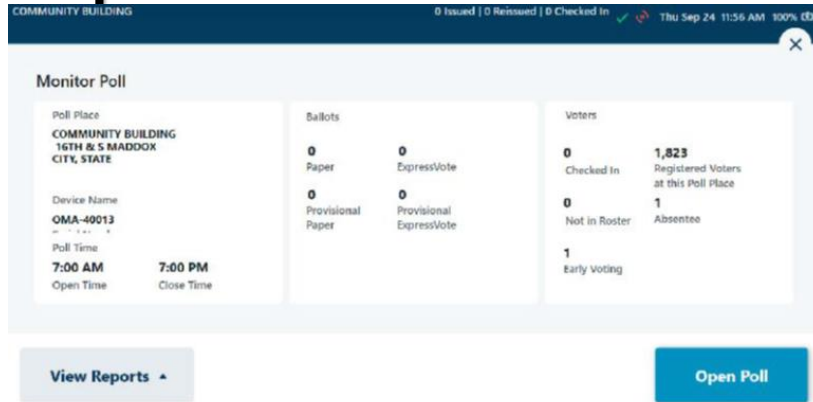 COMMUNITY BUILDING
0 Issued | 0 Reissued | 0 Checked In
Thu Sep 24 11:56 AM 100%
Monitor Poll
Poll Place
COMMUNITY BUILDING
16TH & S MADDOX
CITY, STATE
Device Name
OMA-40013
Poll Time
7:00 AM 7:00 PM
Open Time Close Time
Ballots
0 0
Paper ExpressVote
0 0
Provisional Provisional
Paper ExpressVote
Voters
0 1,823
Checked In Registered Voters
at this Poll Place
0 1
Not in Roster Absentee
1
Early Voting
View Reports
Open Poll